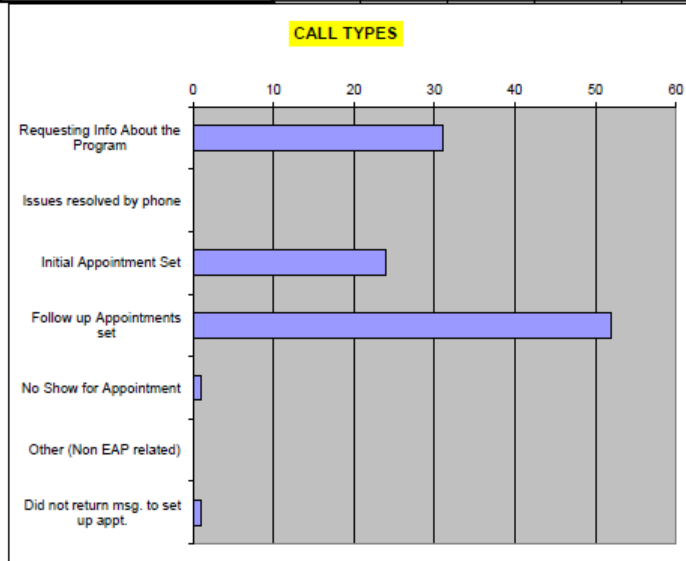 CALL TYPES
0 10 20 30 40 50 60
Requesting Info About the
Program
Issues resolved by phone
Initial Appointment Set
Follow up Appointments
set
No Show for Appointment
Other (Non EAP related)
Did not return msg. to set
up appt.